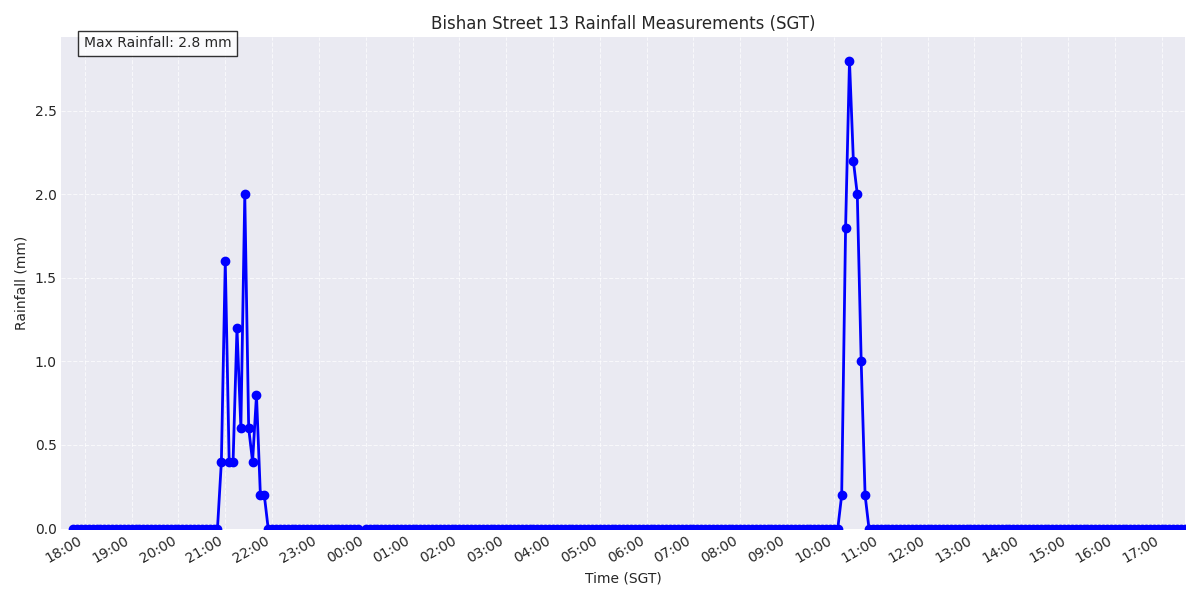 Bishan Street 13 Rainfall Measurements (SGT)
Max Rainfall: 2.8 mm
Rainfall (mm)
2.5
2.0
1.5
1.0
0.5
0.0
18:00 19:00 20:00 21:00 22:00 23:00 00:00 01:00 02:00 03:00 04:00 05:00 06:00 07:00 08:00 09:00 10:00 11:00 12:00 13:00 14:00 15:00 16:00 17:00
Time (SGT)